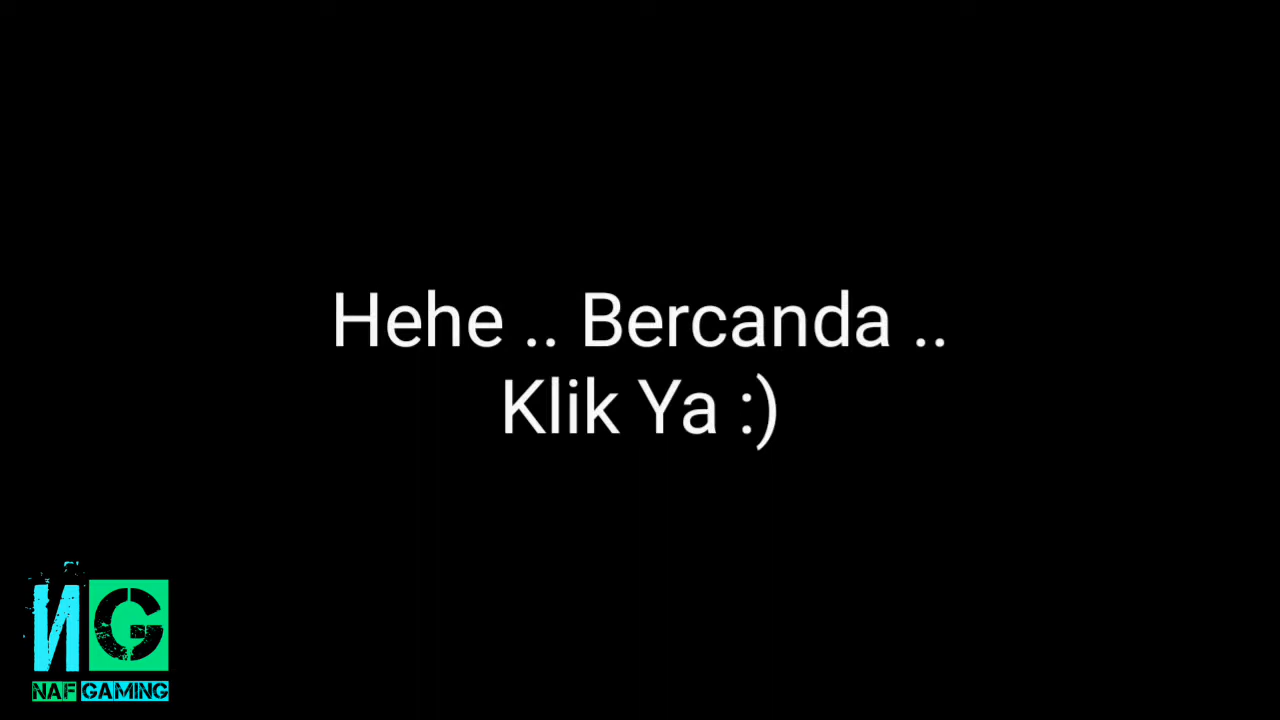 Hehe .. Bercanda ..
Klik Ya :)
NG
NAF GAMING